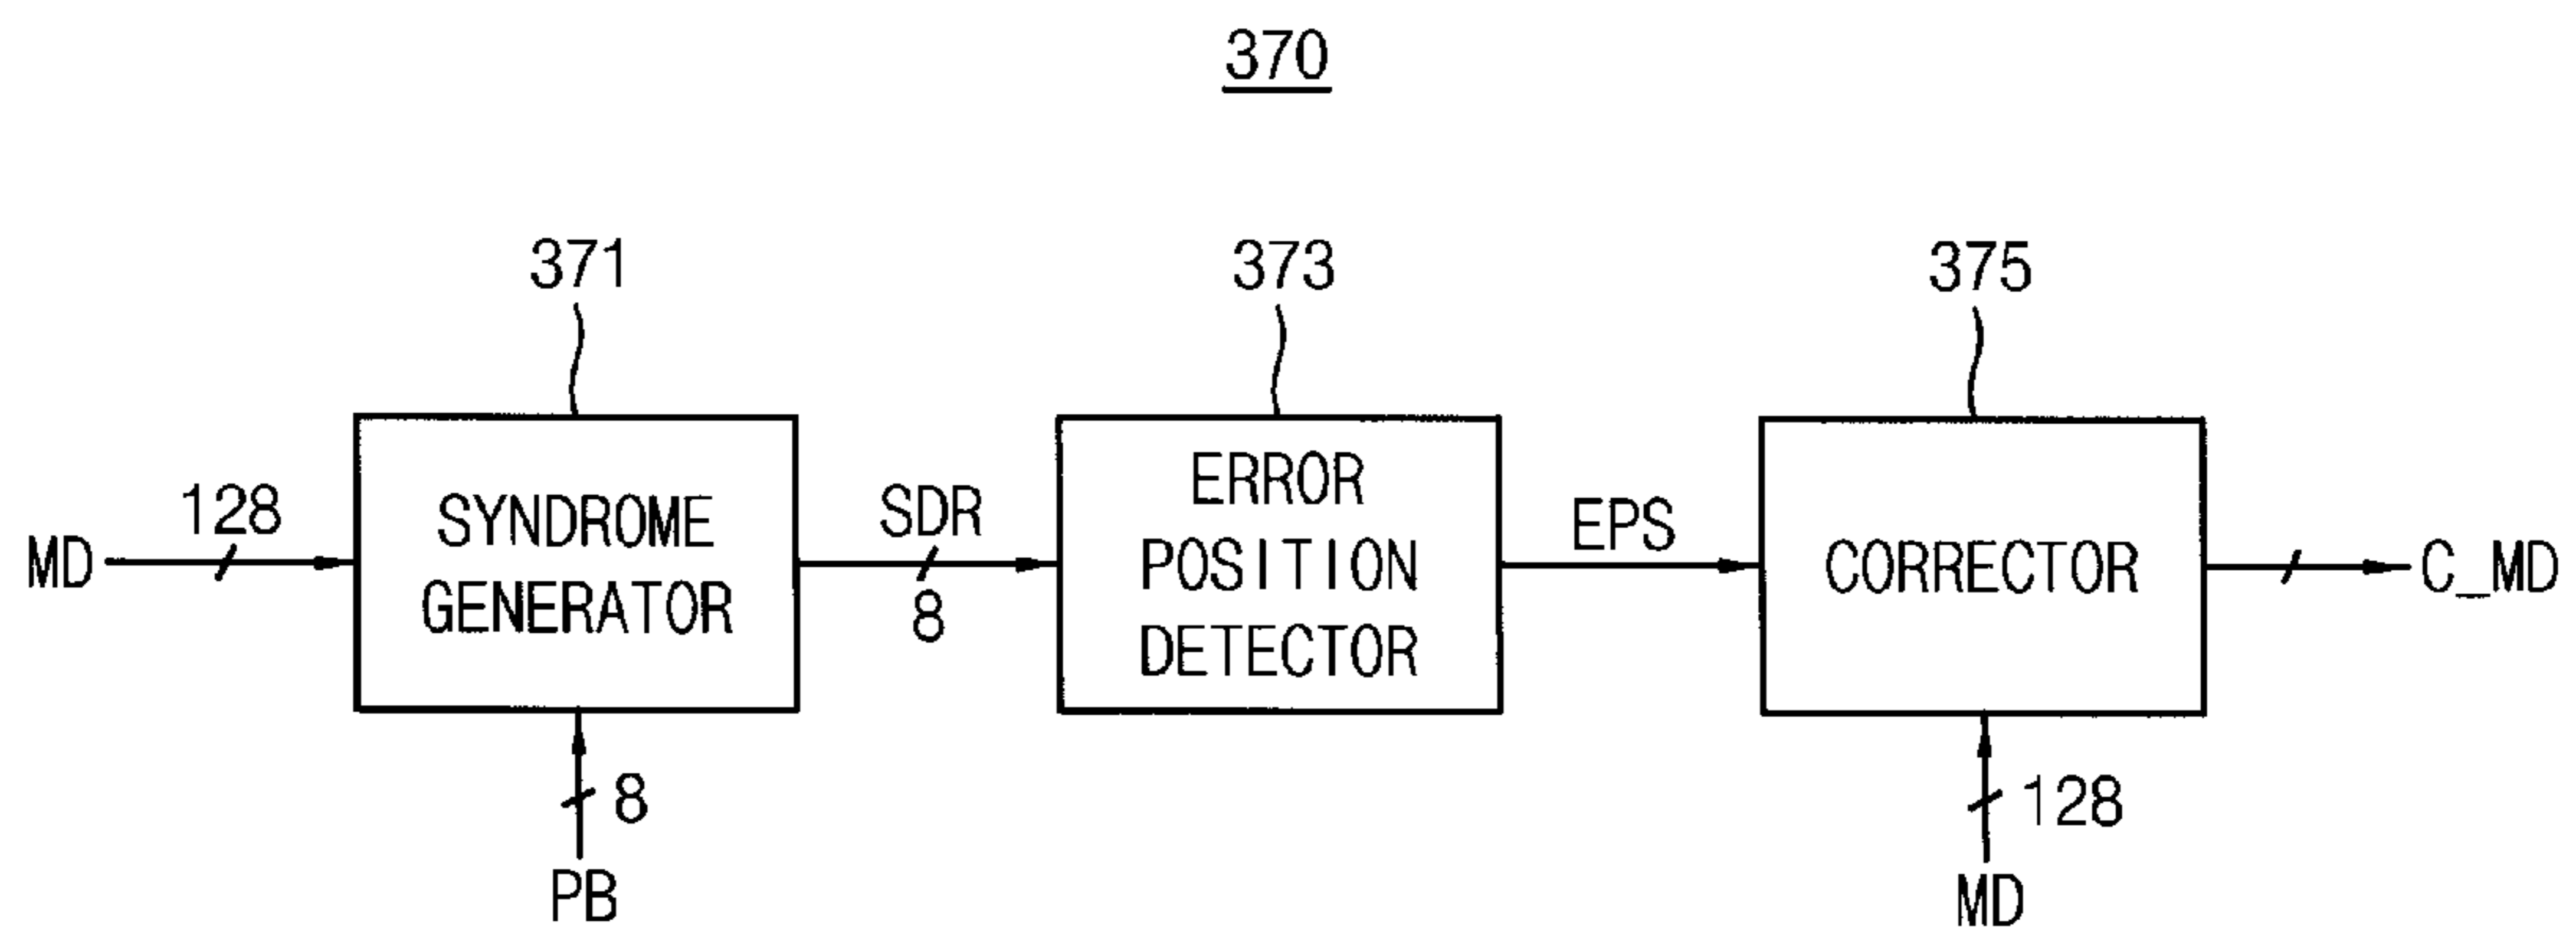 370
371
373
375
MD
128
SYNDROME
GENERATOR
SDR
8
ERROR
POSITION
DETECTOR
EPS
CORRECTOR
C_MD
8
PB
128
MD